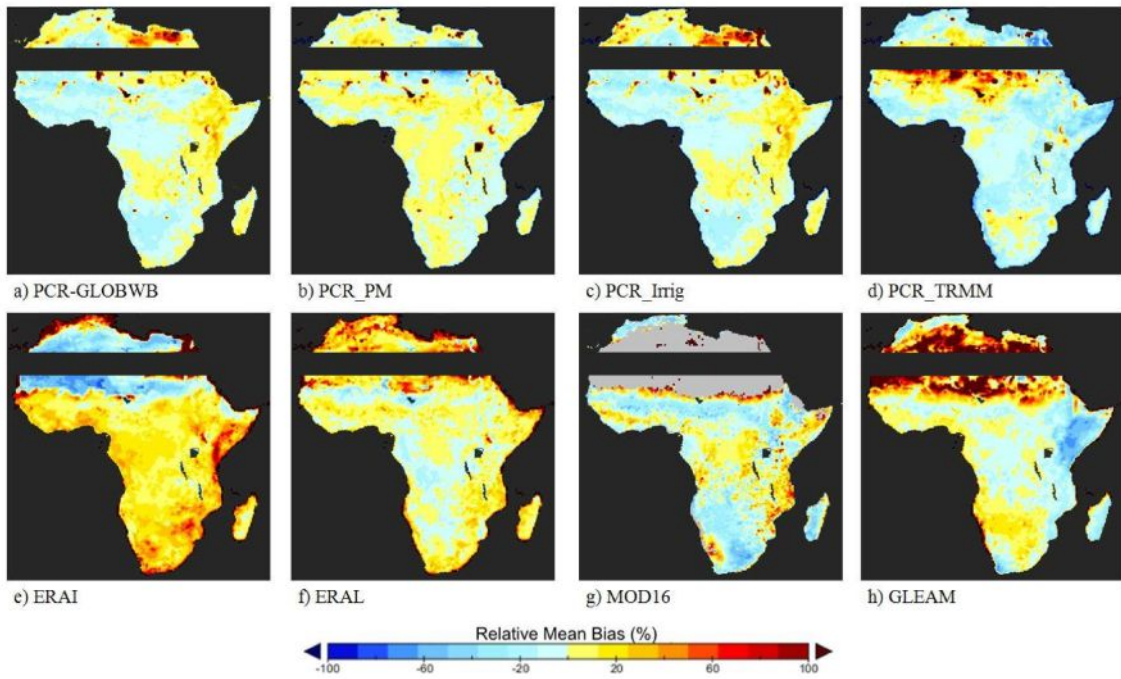 a) PCR-GLOBWB
b) PCR_PM
c) PCR_Irrig
d) PCR_TRMM
e) ERAI
f) ERAL
g) MOD16
h) GLEAM
Relative Mean Bias (%)
-100 -60 -20 20 60 100